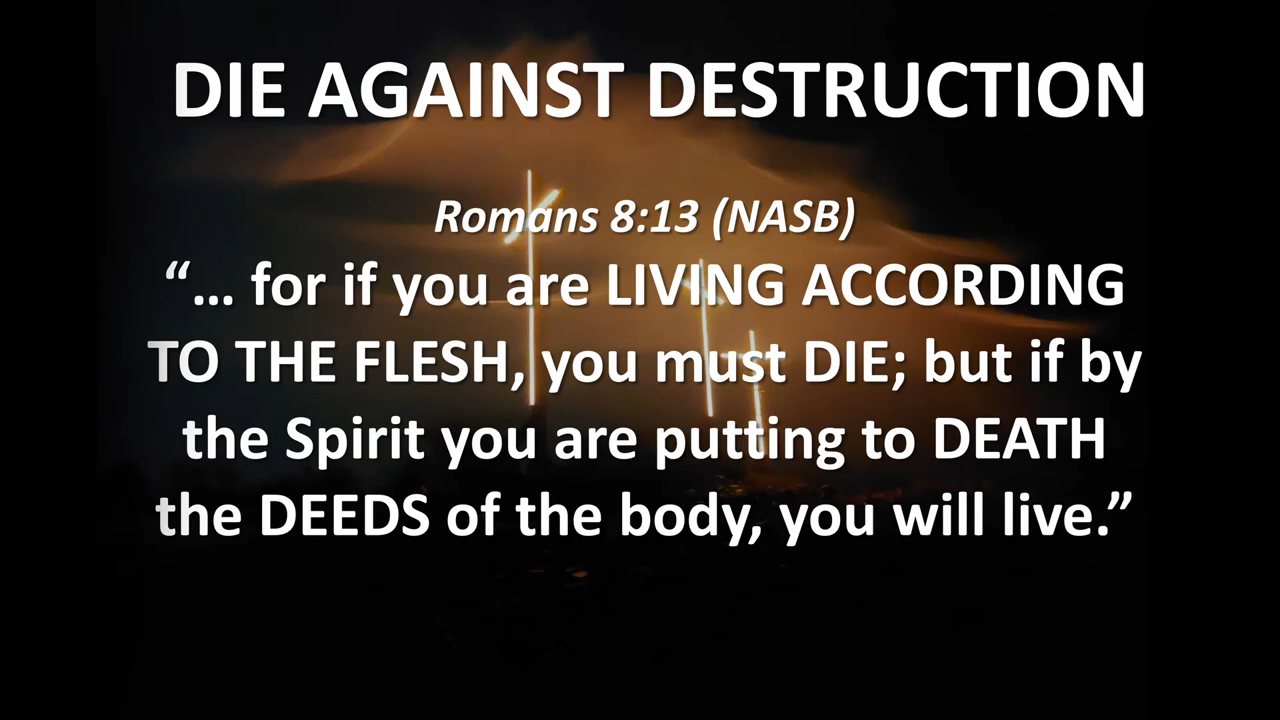 DIE AGAINST DESTRUCTION
Romans 8:13 (NASB)
“… for if you are LIVING ACCORDING
TO THE FLESH, you must DIE; but if by
the Spirit you are putting to DEATH
the DEEDS of the body, you will live.”